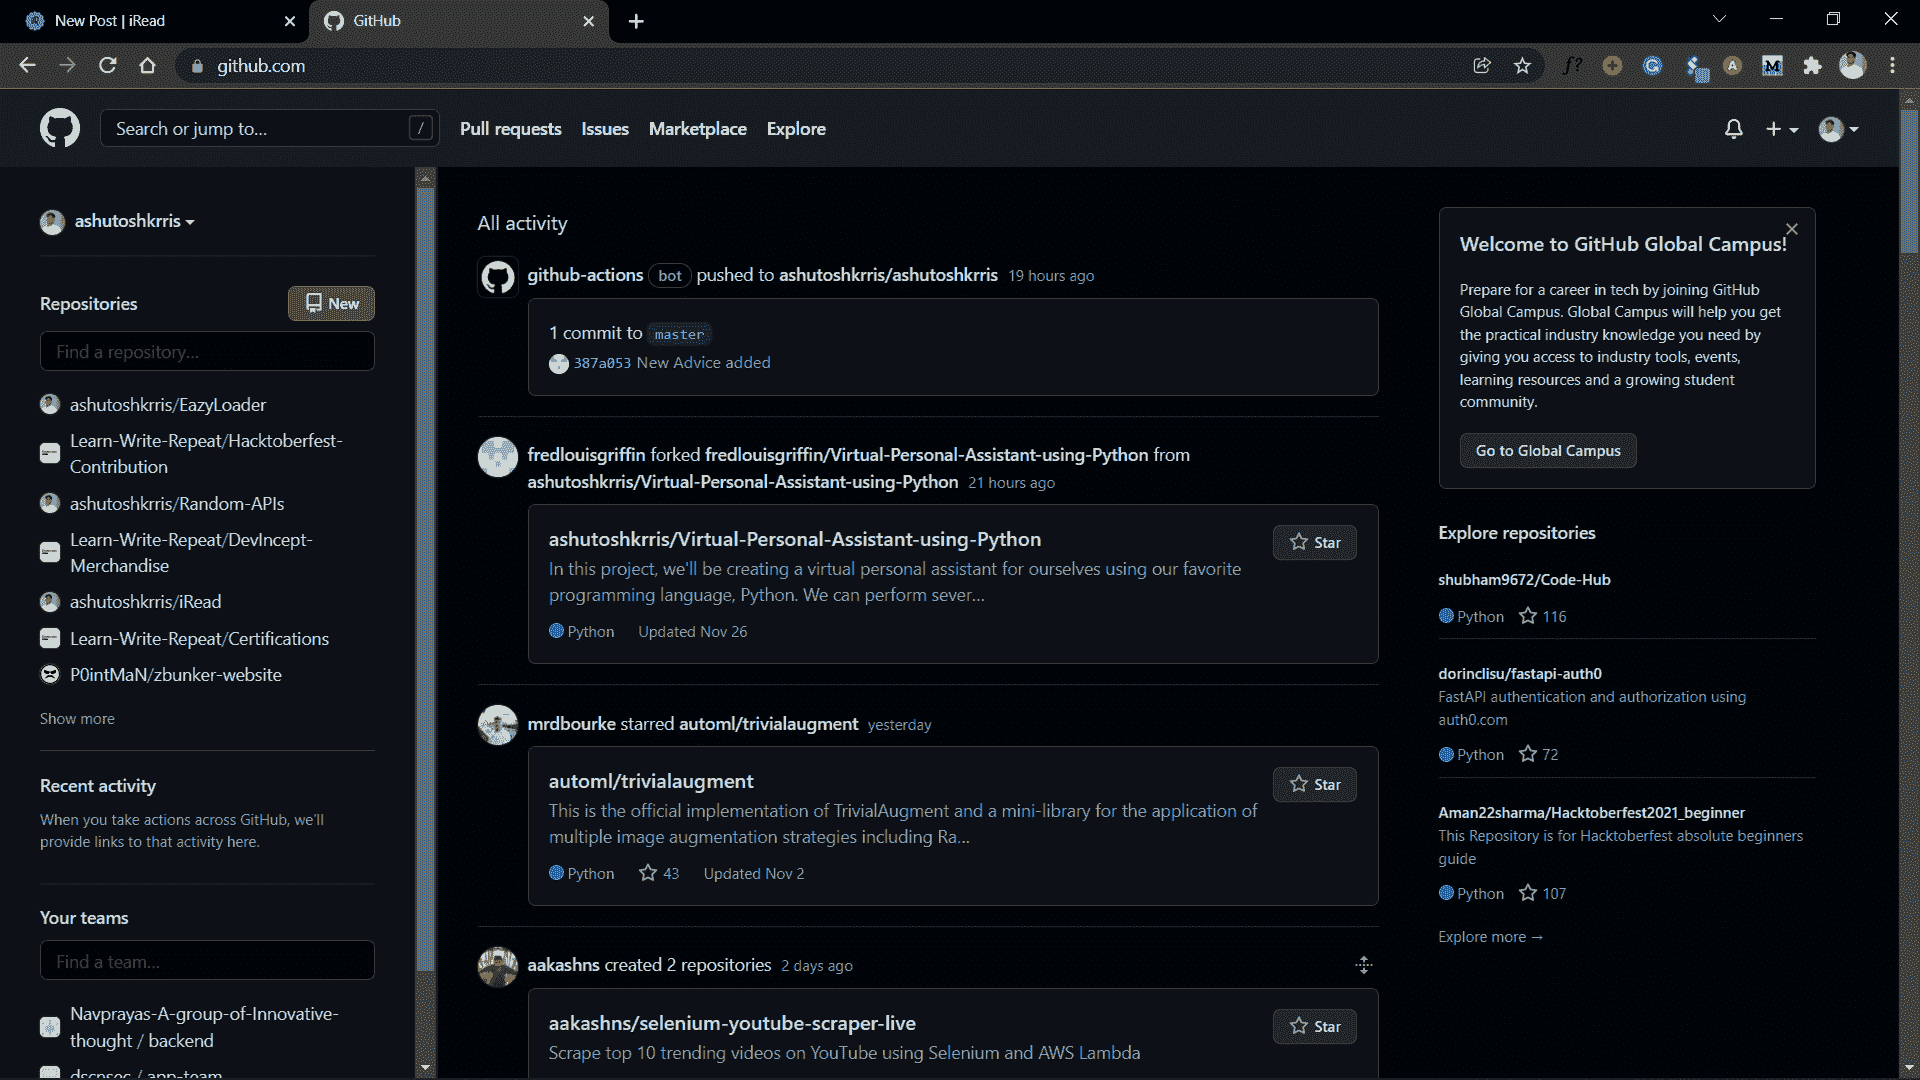 New Post | iRead
GitHub
github.com
f?
A
M
Search or jump to...
/
Pull requests
Issues
Marketplace
Explore
ashutoshkrris
Repositories
New
Find a repository...
ashutoshkrris/EazyLoader
Learn-Write-Repeat/Hacktoberfest-
Contribution
ashutoshkrris/Random-APIs
Learn-Write-Repeat/DevIncept-
Merchandise
ashutoshkrris/iRead
Learn-Write-Repeat/Certifications
P0intMaN/zbunker-website
Show more
Recent activity
When you take actions across GitHub, we'll
provide links to that activity here.
Your teams
Find a team...
Navprayas-A-group-of-Innovative-
thought / backend
dscnsec / app-team
All activity
github-actions bot pushed to ashutoshkrris/ashutoshkrris 19 hours ago
1 commit to master
387a053 New Advice added
fredlouisgriffin forked fredlouisgriffin/Virtual-Personal-Assistant-using-Python from
ashutoshkrris/Virtual-Personal-Assistant-using-Python 21 hours ago
ashutoshkrris/Virtual-Personal-Assistant-using-Python
Star
In this project, we'll be creating a virtual personal assistant for ourselves using our favorite
programming language, Python. We can perform sever...
Python Updated Nov 26
mrdbourke starred automl/trivialaugment yesterday
automl/trivialaugment
Star
This is the official implementation of TrivialAugment and a mini-library for the application of
multiple image augmentation strategies including Ra...
Python 43 Updated Nov 2
aakashns created 2 repositories 2 days ago
aakashns/selenium-youtube-scraper-live
Star
Scrape top 10 trending videos on YouTube using Selenium and AWS Lambda
Welcome to GitHub Global Campus!
Prepare for a career in tech by joining GitHub
Global Campus. Global Campus will help you get
the practical industry knowledge you need by
giving you access to industry tools, events,
learning resources and a growing student
community.
Go to Global Campus
Explore repositories
shubham9672/Code-Hub
Python 116
dorinclisu/fastapi-auth0
FastAPI authentication and authorization using
auth0.com
Python 72
Aman22sharma/Hacktoberfest2021_beginner
This Repository is for Hacktoberfest absolute beginners
guide
Python 107
Explore more →